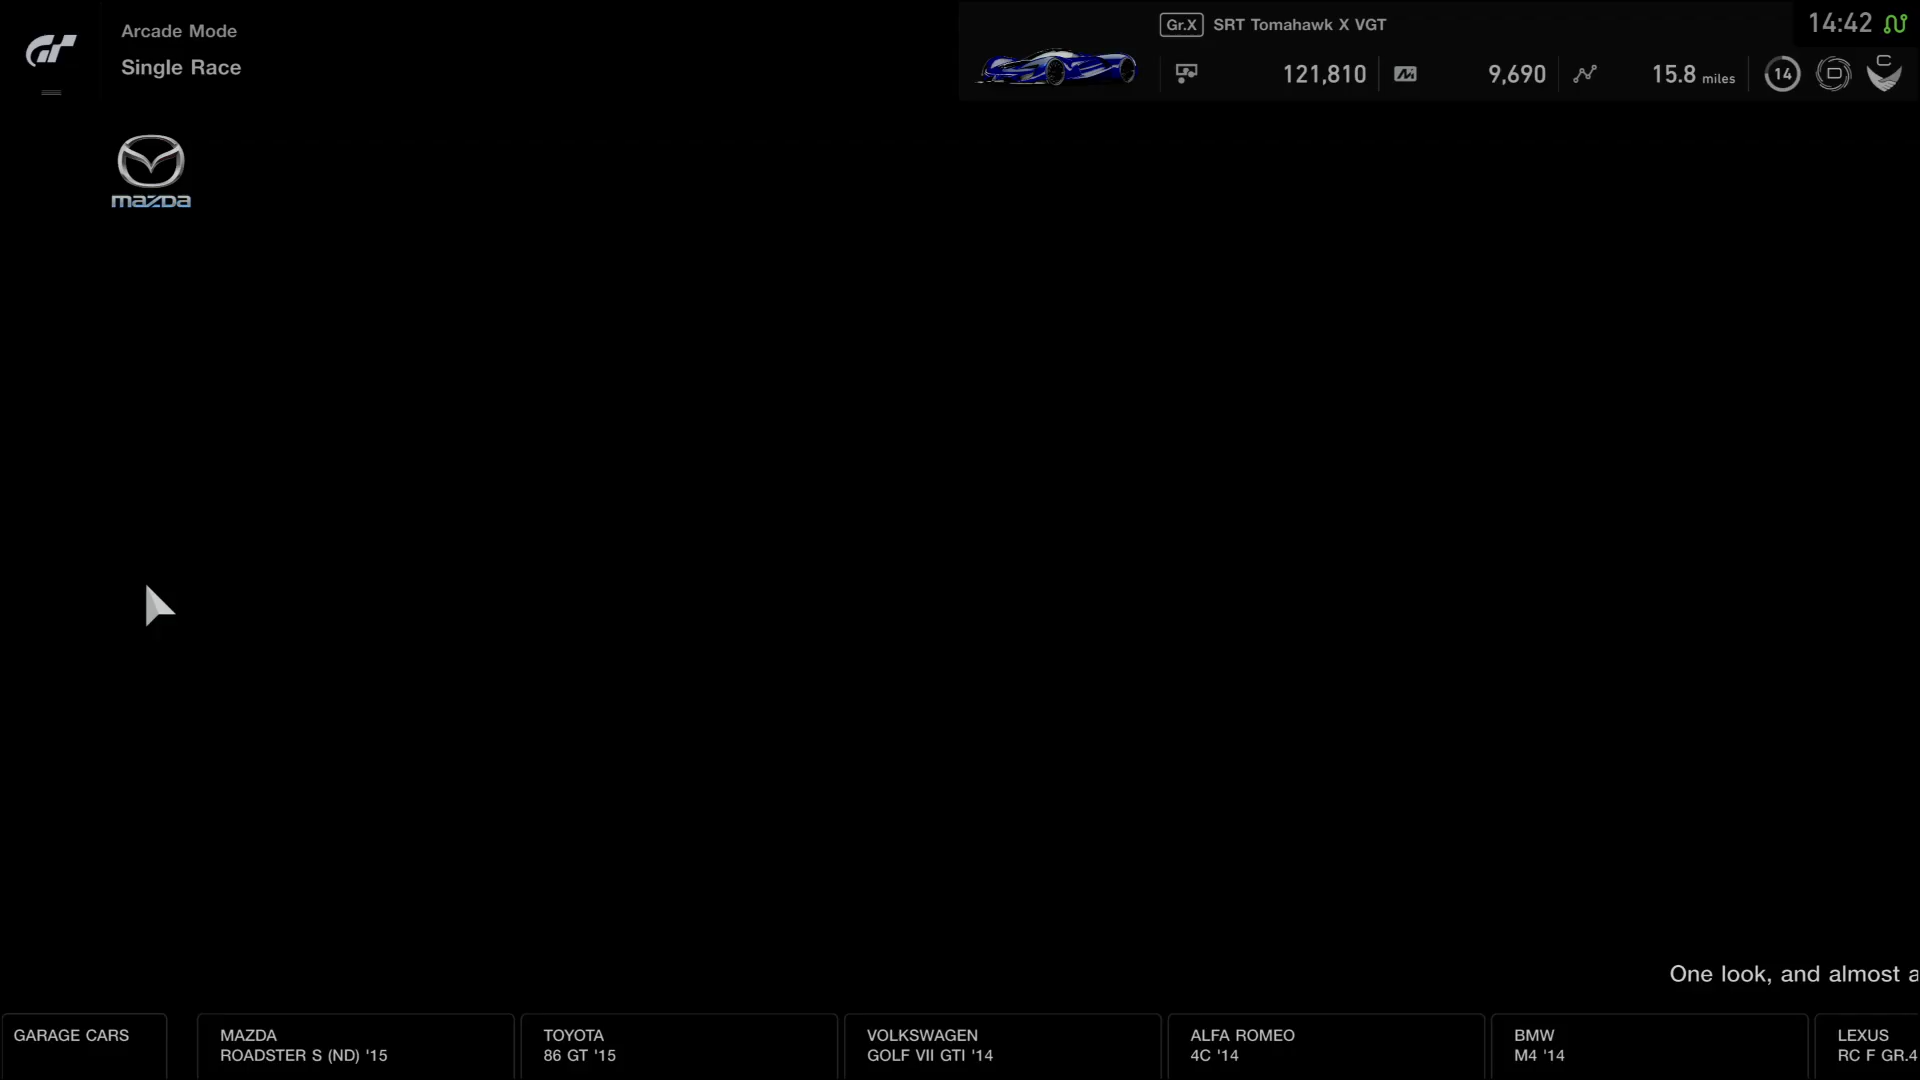 Arcade Mode
Single Race
Gr.X SRT Tomahawk X VGT
14:42
121,810
9,690
15.8 miles
14
D
C
mazda
One look, and almost a
GARAGE CARS
MAZDA
ROADSTER S (ND) '15
TOYOTA
86 GT '15
VOLKSWAGEN
GOLF VII GTI '14
ALFA ROMEO
4C '14
BMW
M4 '14
LEXUS
RC F GR.4